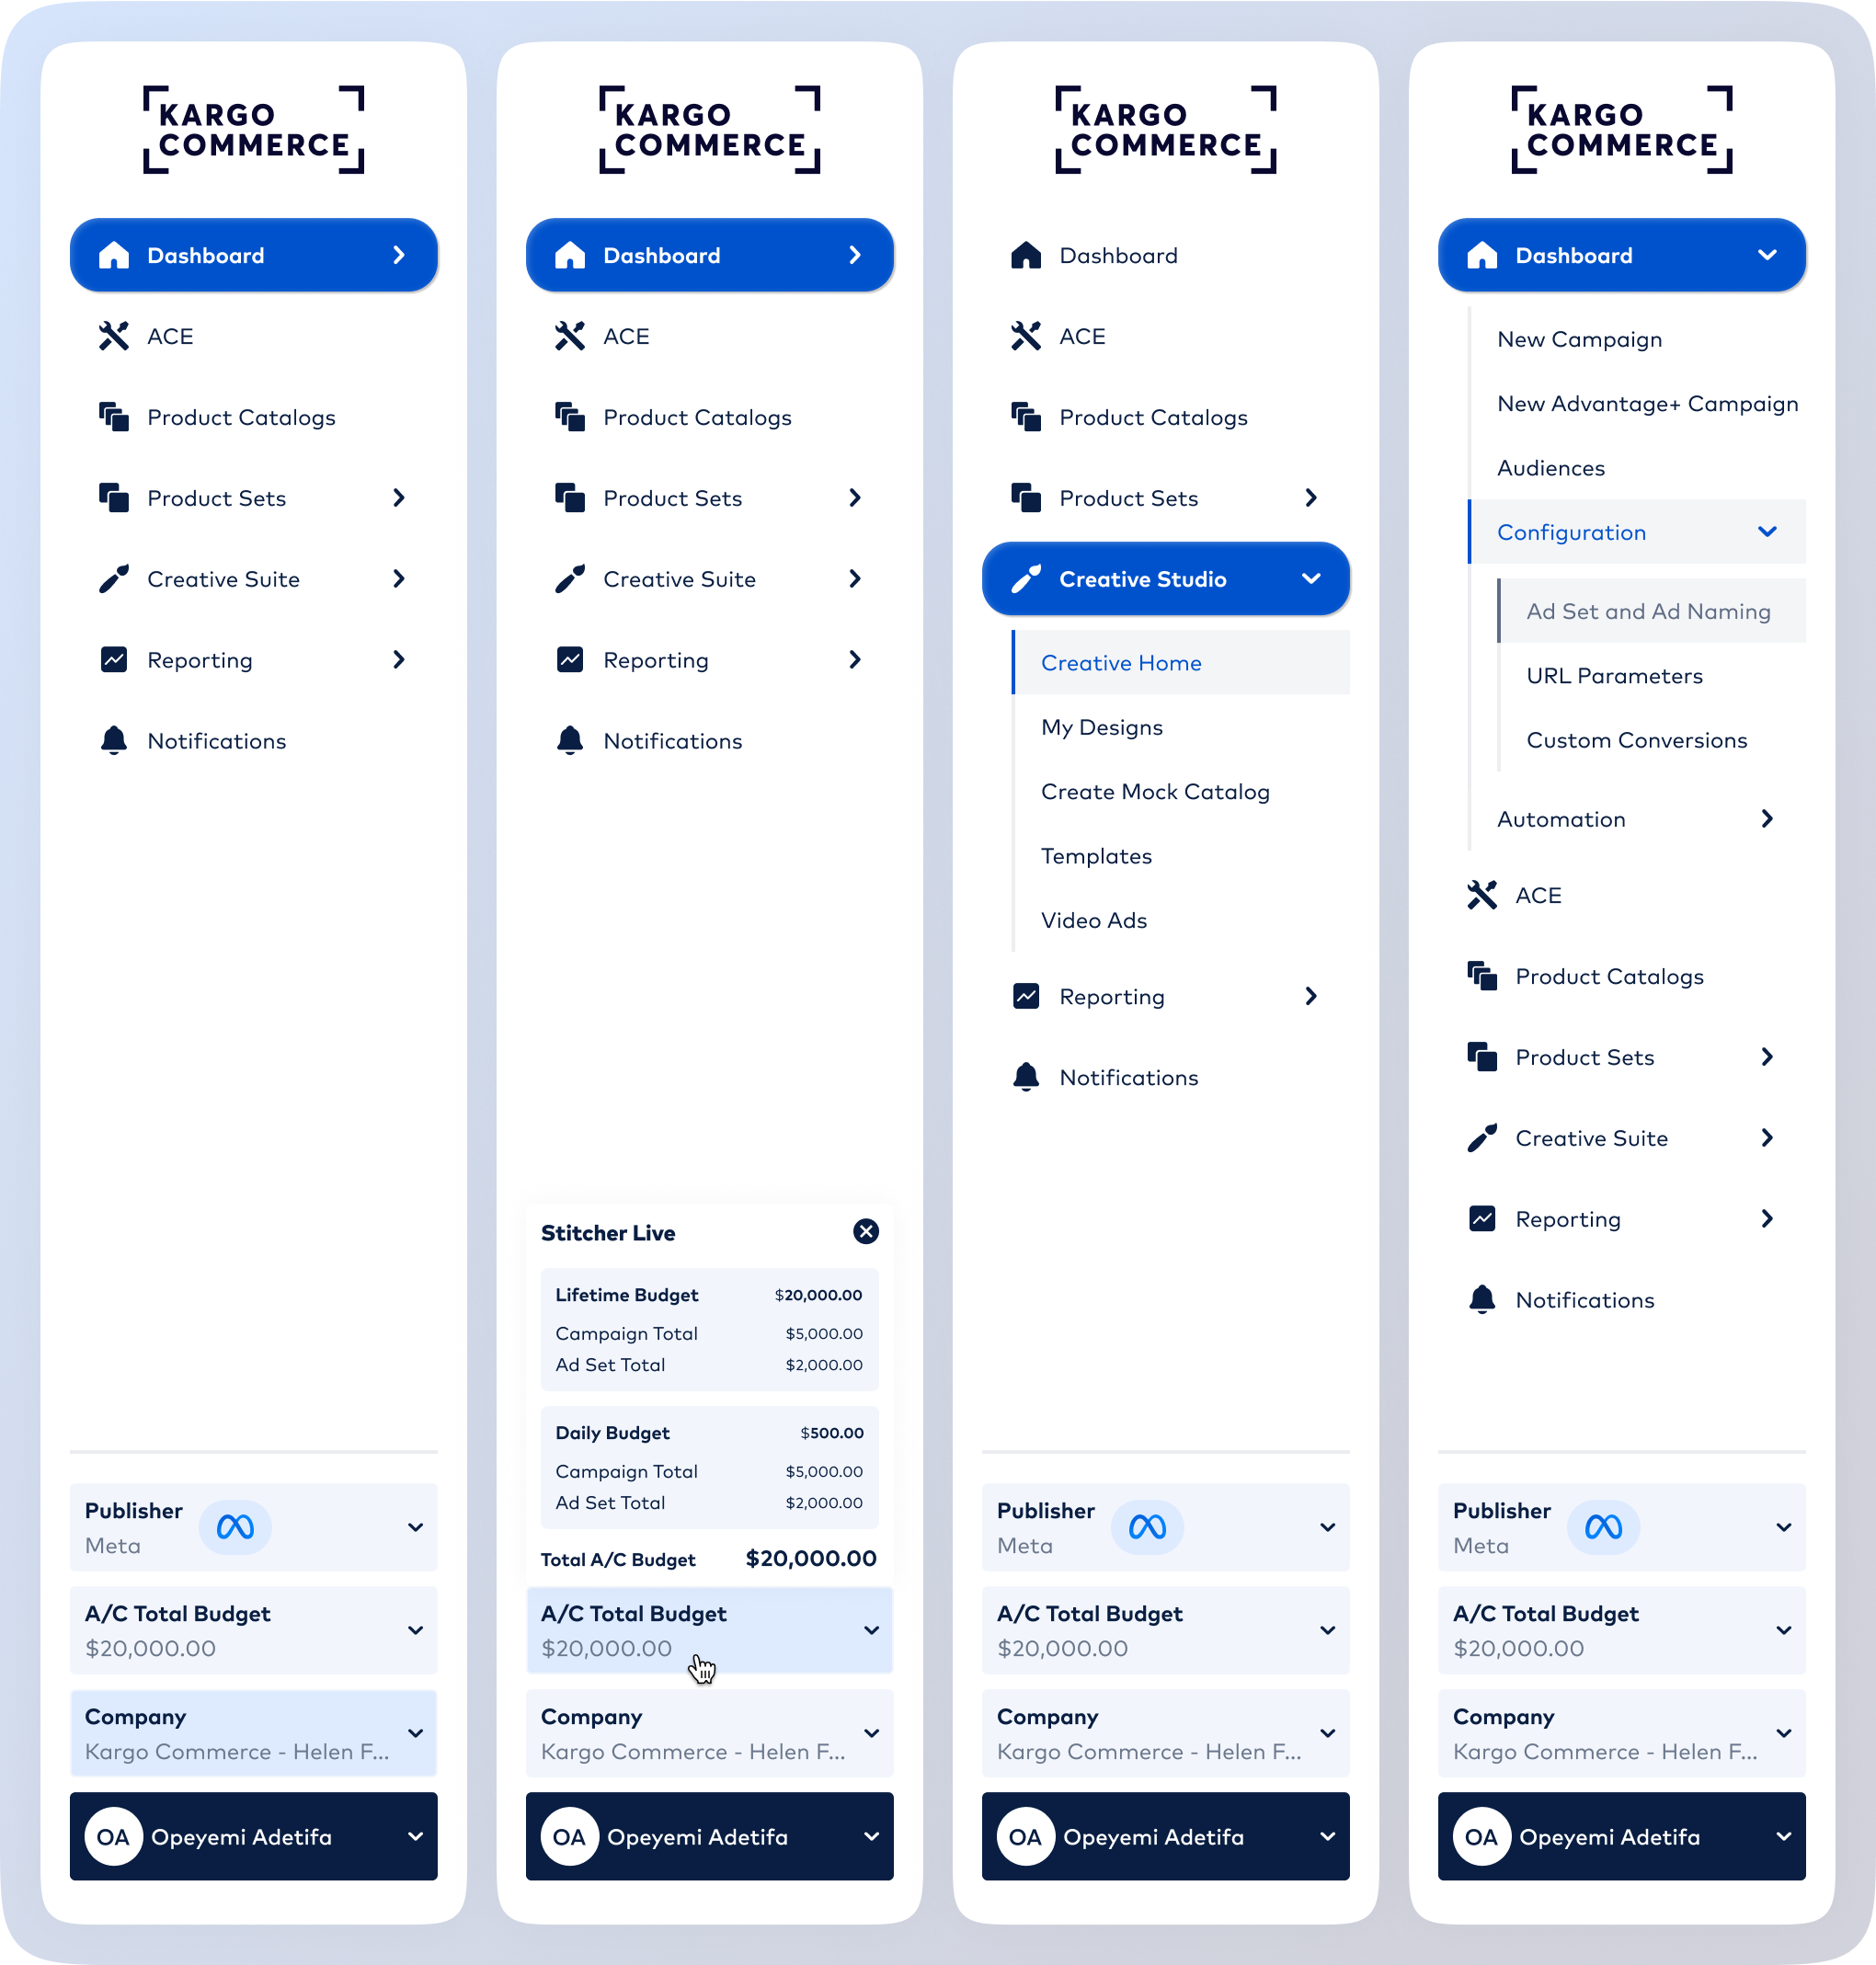 KARGO
COMMERCE
Dashboard
ACE
Product Catalogs
Product Sets
Creative Suite
Reporting
Notifications
Publisher
Meta
A/C Total Budget
$20,000.00
Company
Kargo Commerce - Helen F...
OA Opeyemi Adetifa
KARGO
COMMERCE
Dashboard
ACE
Product Catalogs
Product Sets
Creative Suite
Reporting
Notifications
Stitcher Live
Lifetime Budget $20,000.00
Campaign Total $5,000.00
Ad Set Total $2,000.00
Daily Budget $500.00
Campaign Total $5,000.00
Ad Set Total $2,000.00
Total A/C Budget $20,000.00
A/C Total Budget
$20,000.00
Company
Kargo Commerce - Helen F...
OA Opeyemi Adetifa
KARGO
COMMERCE
Dashboard
ACE
Product Catalogs
Product Sets
Creative Studio
Creative Home
My Designs
Create Mock Catalog
Templates
Video Ads
Reporting
Notifications
Publisher
Meta
A/C Total Budget
$20,000.00
Company
Kargo Commerce - Helen F...
OA Opeyemi Adetifa
KARGO
COMMERCE
Dashboard
New Campaign
New Advantage+ Campaign
Audiences
Configuration
Ad Set and Ad Naming
URL Parameters
Custom Conversions
Automation
ACE
Product Catalogs
Product Sets
Creative Suite
Reporting
Notifications
Publisher
Meta
A/C Total Budget
$20,000.00
Company
Kargo Commerce - Helen F...
OA Opeyemi Adetifa